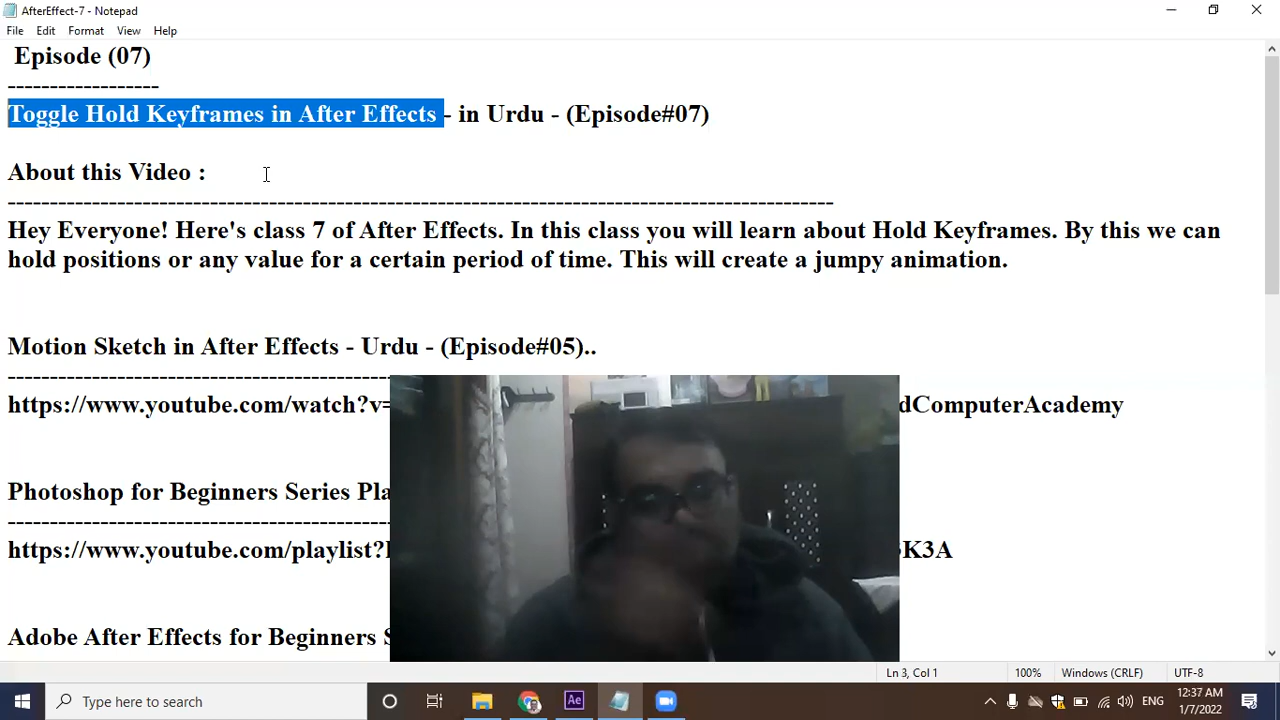 AfterEffect-7 - Notepad
File Edit Format View Help
Episode (07)
-----------------
Toggle Hold Keyframes in After Effects - in Urdu - (Episode#07)
About this Video :
----------------------------------------------------------------------------------------------
Hey Everyone! Here's class 7 of After Effects. In this class you will learn about Hold Keyframes. By this we can
hold positions or any value for a certain period of time. This will create a jumpy animation.
Motion Sketch in After Effects - Urdu - (Episode#05)..
--------------------------------------------
https://www.youtube.com/watch?v= dComputerAcademy
Photoshop for Beginners Series
--------------------------------------------
https://www.youtube.com/playlist? K3A
Adobe After Effects for Beginners
Ln 3, Col 1 100% Windows (CRLF) UTF-8
Type here to search
Ae
ENG
12:37 AM
1/7/2022